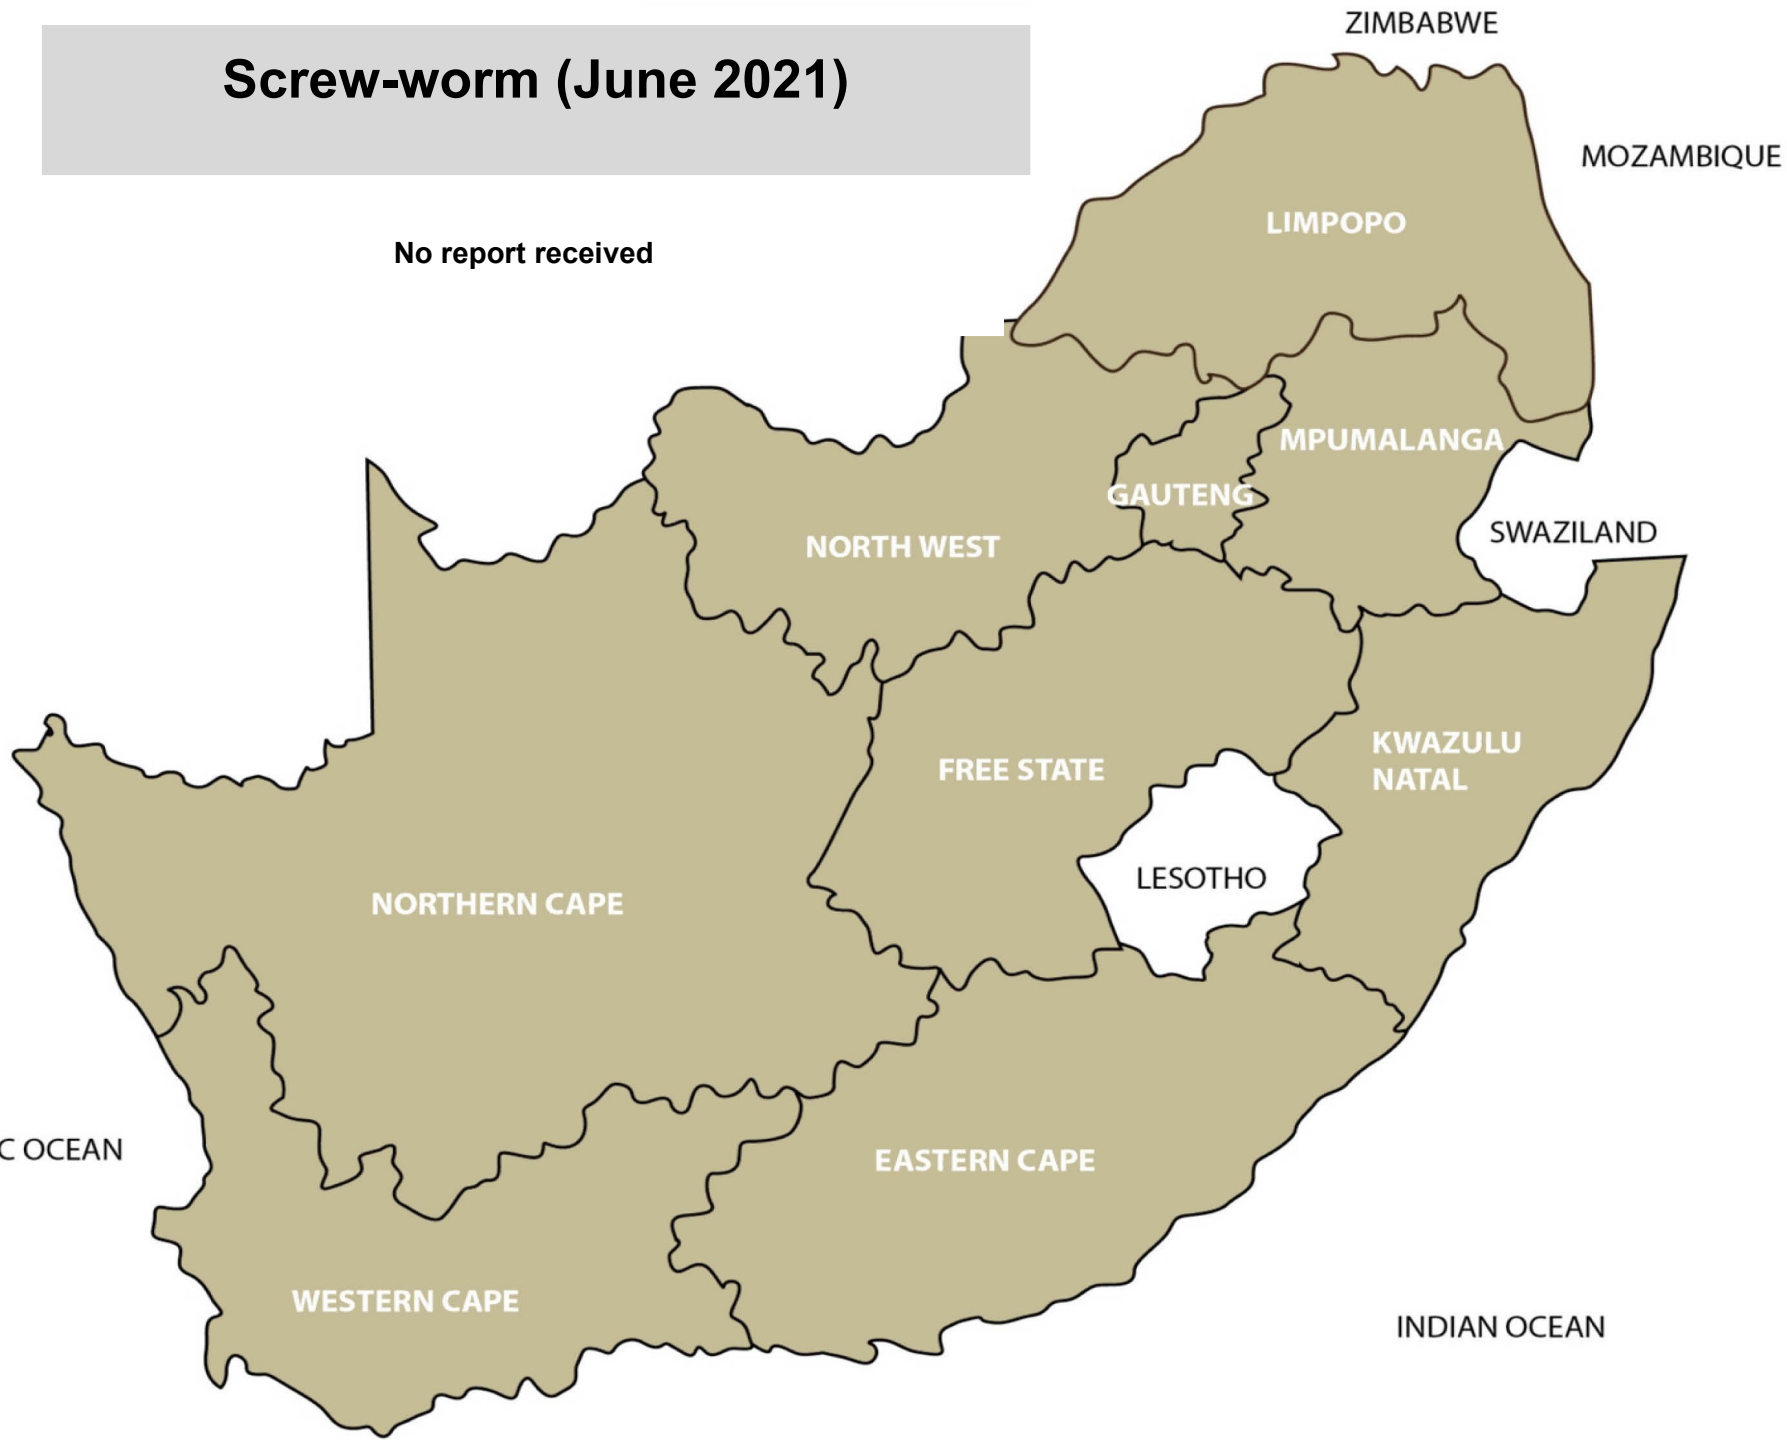 ZIMBABWE
Screw-worm (June 2021)
MOZAMBIQUE
LIMPOPO
No report received
MPUMALANGA
GAUTENG
SWAZILAND
NORTH WEST
KWAZULU
NATAL
FREE STATE
LESOTHO
NORTHERN CAPE
C OCEAN
EASTERN CAPE
WESTERN CAPE
INDIAN OCEAN